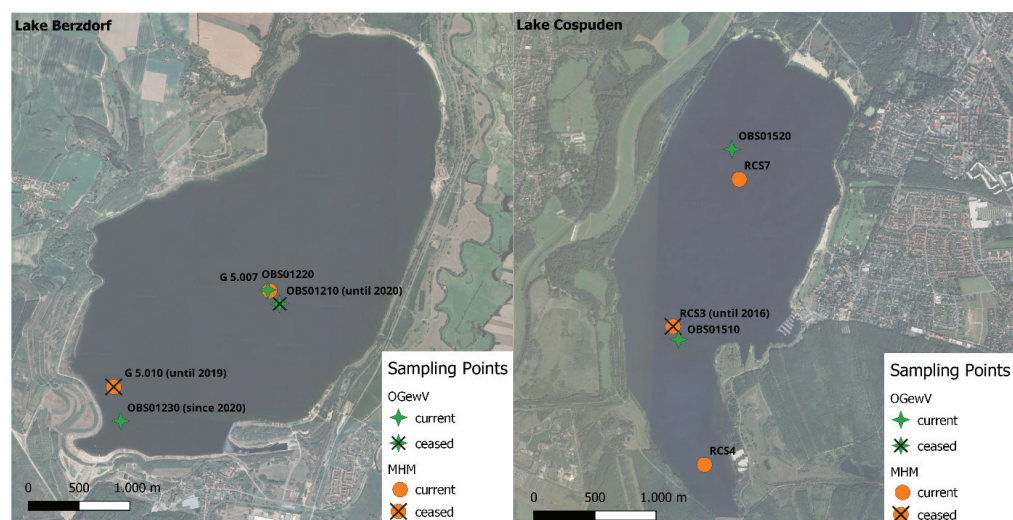 Lake Berzdorf
G 5.007 OBS01220
OBS01210 (until 2020)
G 5.010 (until 2019)
OBS01230 (since 2020)
Sampling Points
OGewV
current
ceased
MHM
current
ceased
0 500 1.000 m
Lake Cospuden
OBS01520
RCS7
RCS3 (until 2016)
OBS01510
RCS4
Sampling Points
OGewV
current
ceased
MHM
current
ceased
0 500 1.000 m